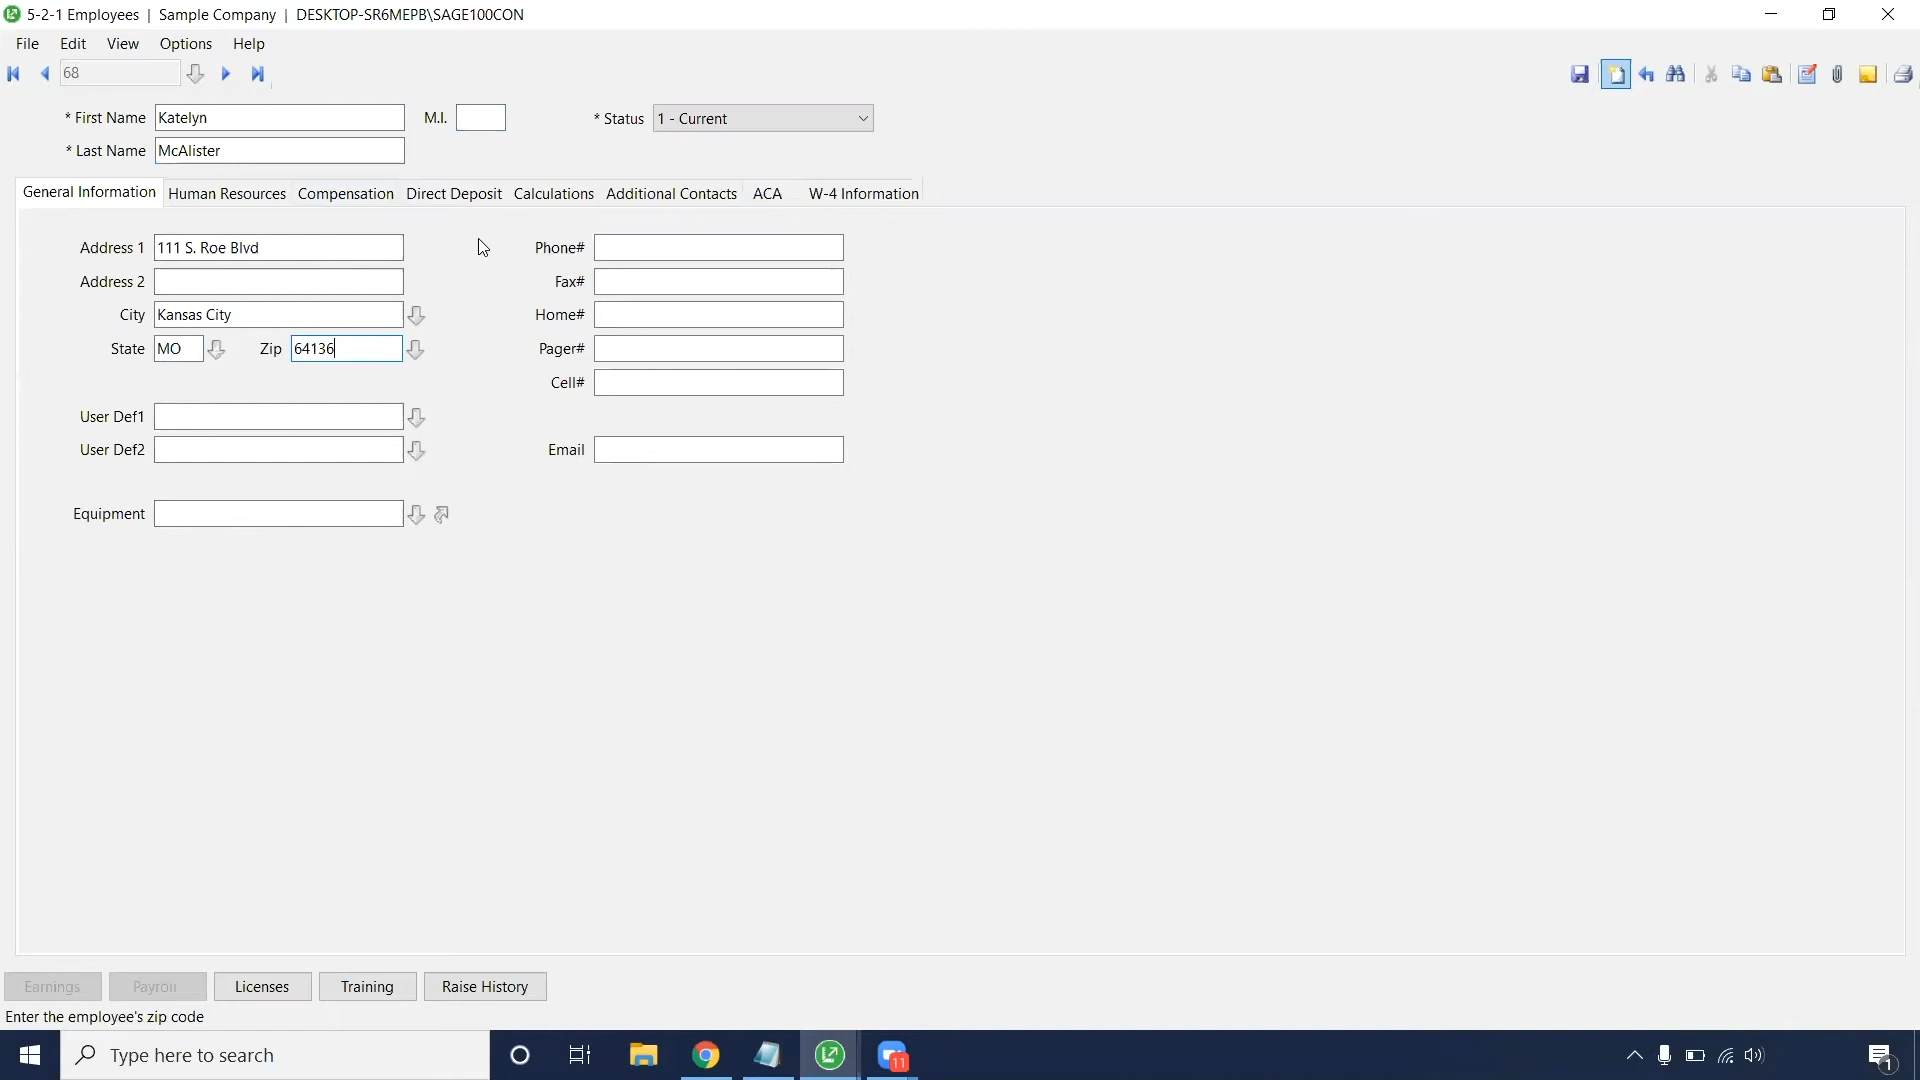 5-2-1 Employees | Sample Company | DESKTOP-SR6MEPB\SAGE100CON
File Edit View Options Help
68
* First Name Katelyn M.I. * Status 1 - Current
* Last Name McAlister
General Information Human Resources Compensation Direct Deposit Calculations Additional Contacts ACA W-4 Information
Address 1 111 S. Roe Blvd Phone#
Address 2 Fax#
City Kansas City Home#
State MO Zip 64136 Pager#
Cell#
User Def1
User Def2 Email
Equipment
Earnings Payroll Licenses Training Raise History
Enter the employee's zip code
Type here to search 11 1